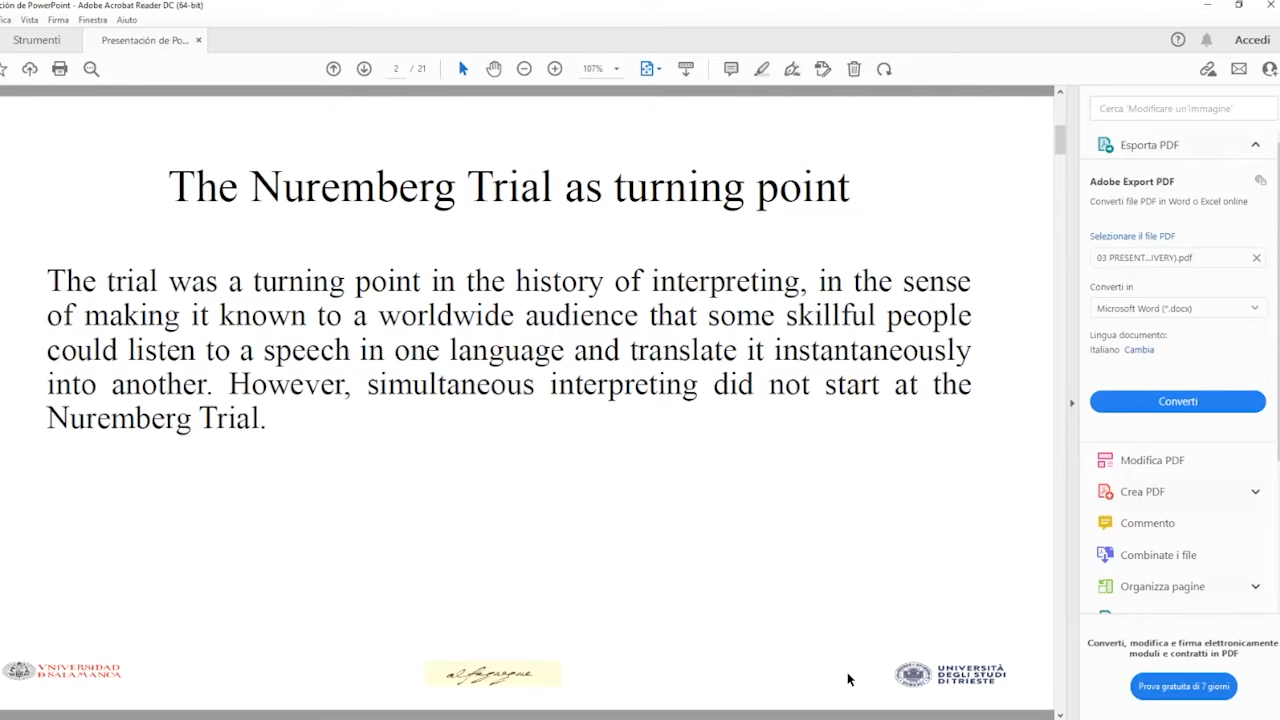 ción de PowerPoint - Adobe Acrobat Reader DC (64-bit)
fica Vista Firma Finestra Aiuto
Strumenti Presentación de Po... × Accedi
2 / 21 107%
The Nuremberg Trial as turning point
The trial was a turning point in the history of interpreting, in the sense
of making it known to a worldwide audience that some skillful people
could listen to a speech in one language and translate it instantaneously
into another. However, simultaneous interpreting did not start at the
Nuremberg Trial.
VNIVERSIDAD
D SALAMANCA
alfaqueque
UNIVERSITÀ
DEGLI STUDI
DI TRIESTE
Cerca 'Modificare un'immagine'
Esporta PDF
Adobe Export PDF
Converti file PDF in Word o Excel online
Selezionare il file PDF
03 PRESENT...IVERY).pdf
Converti in
Microsoft Word (*.docx)
Lingua documento:
Italiano Cambia
Converti
Modifica PDF
Crea PDF
Commento
Combinate i file
Organizza pagine
Converti, modifica e firma elettronicamente
moduli e contratti in PDF
Prova gratuita di 7 giorni